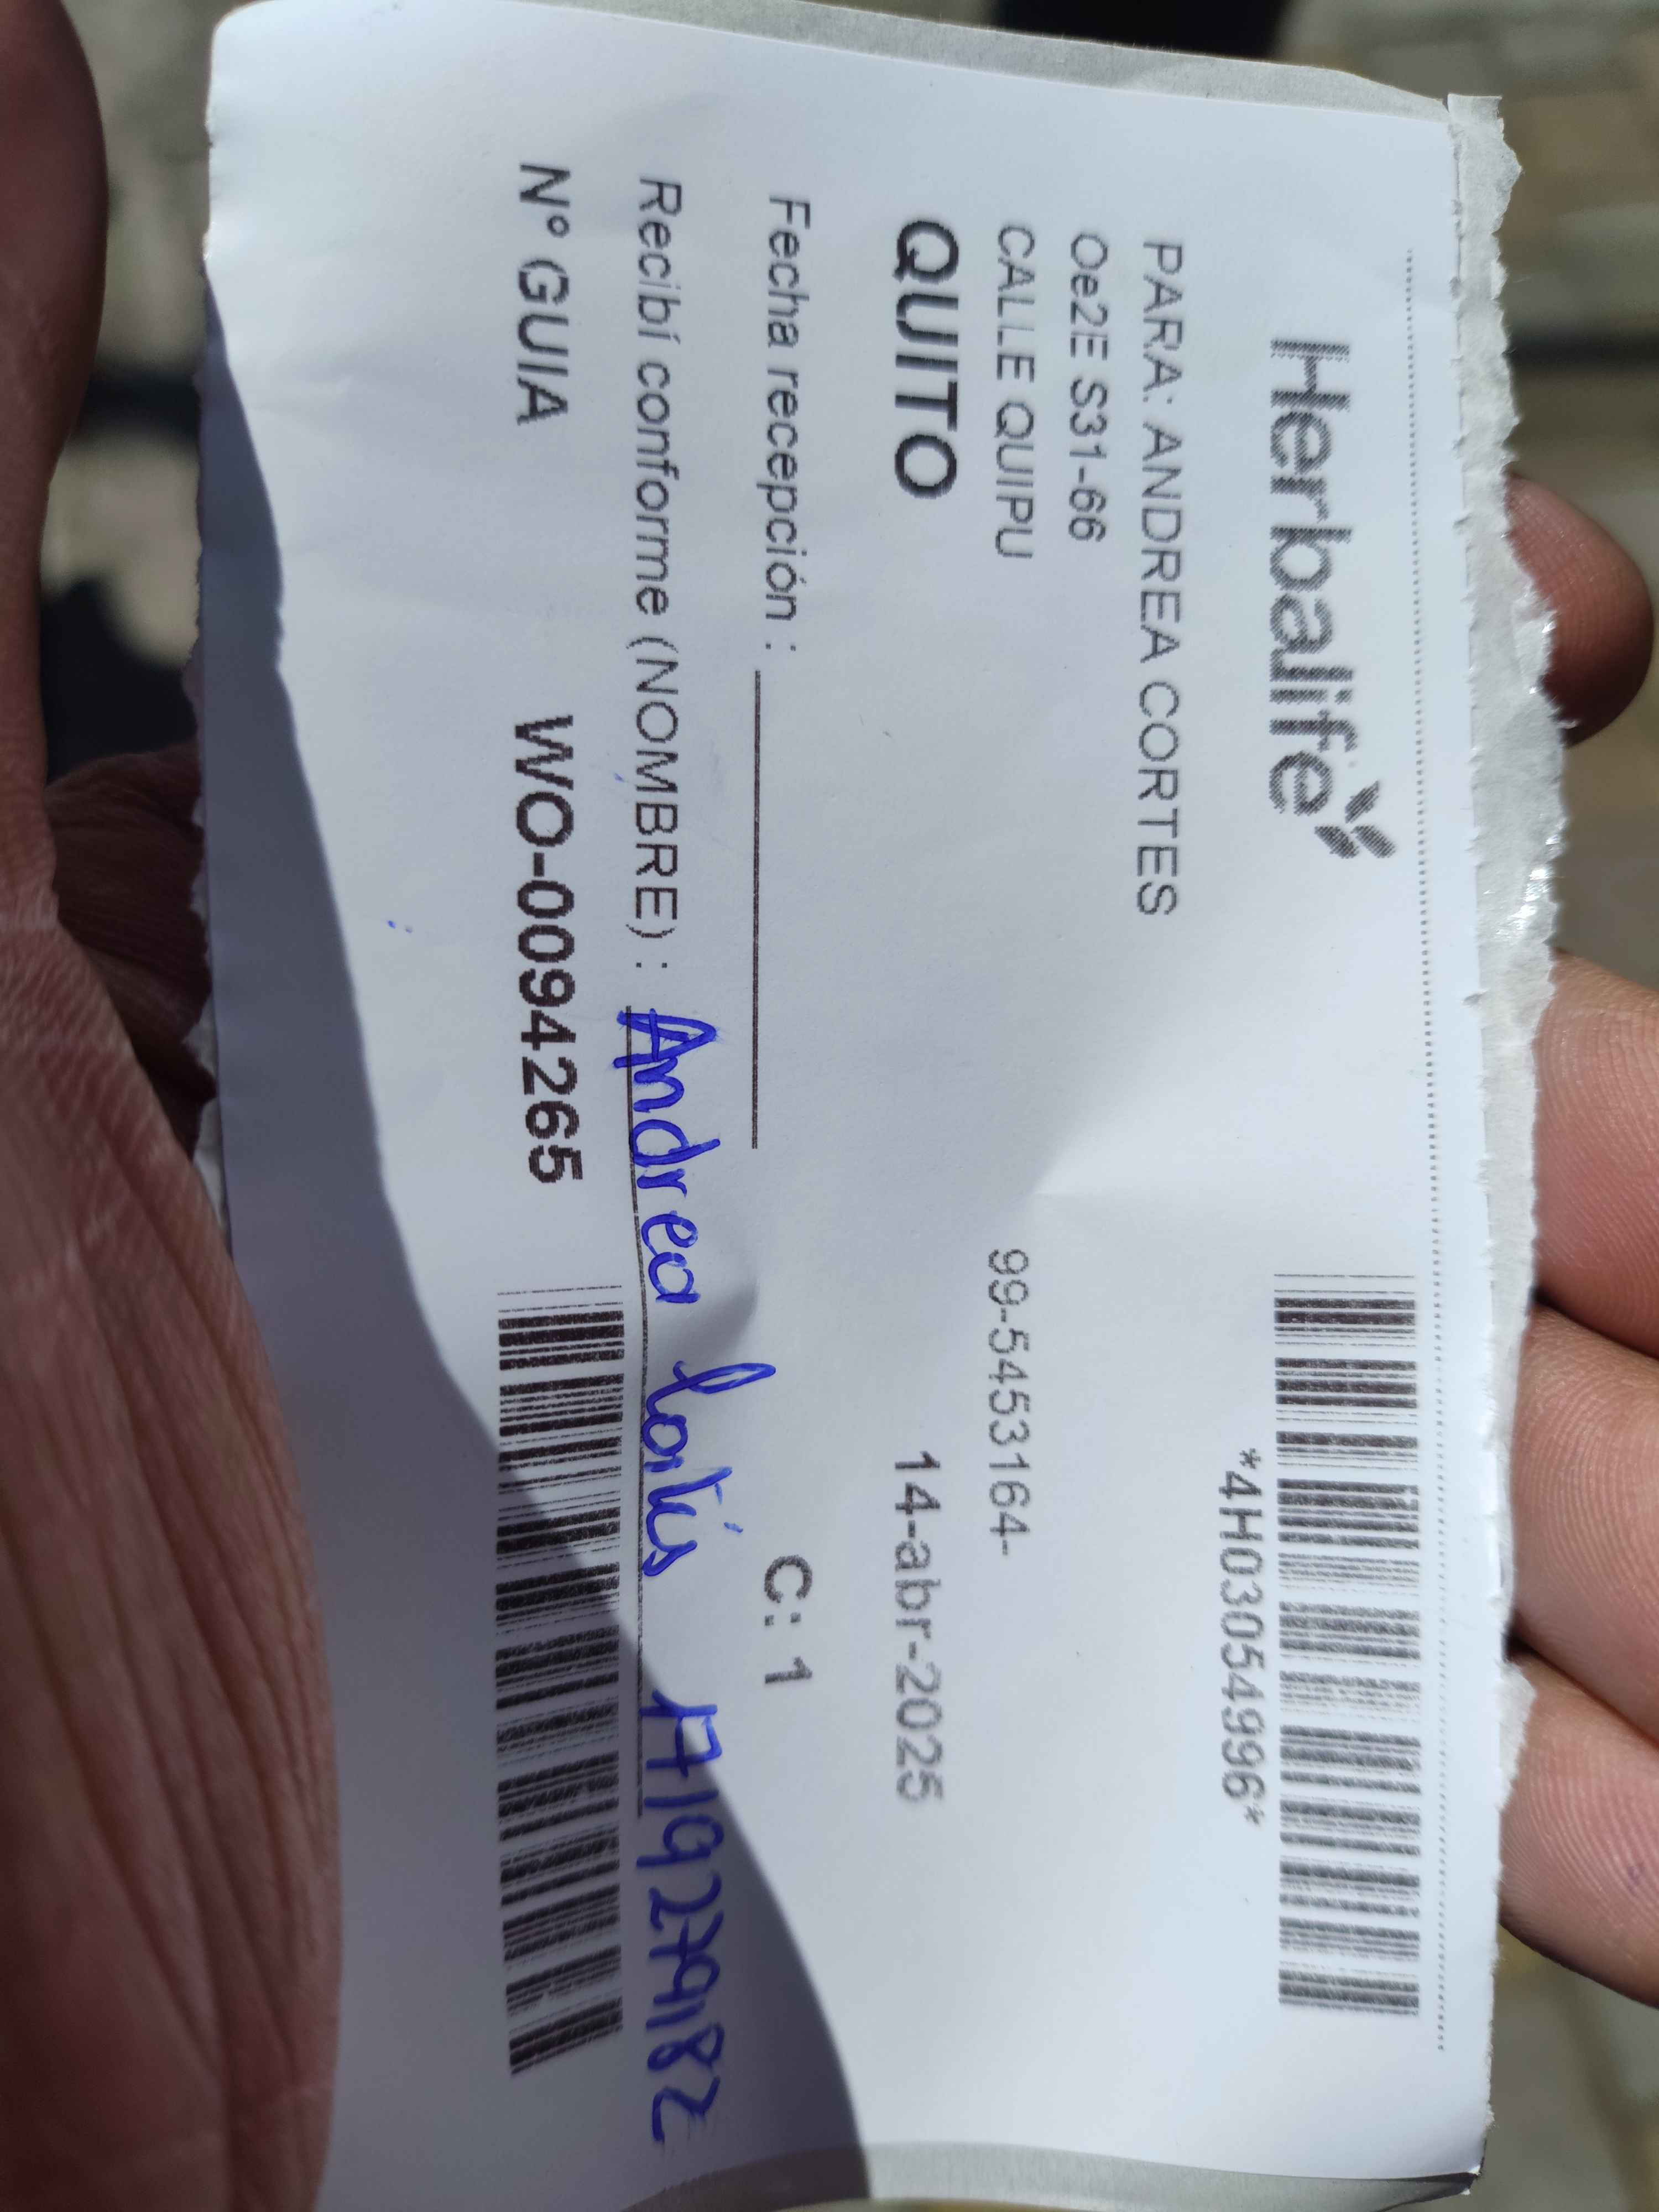 Herbalife
*4H03054996*
PARA: ANDREA CORTES
Oe2E S31-66
CALLE QUIPU 99-5453164-
QUITO 14-abr-2025
Fecha recepción : C: 1
Recibí conforme (NOMBRE) : Andrea Cortés 1719279182
N° GUIA WO-0094265